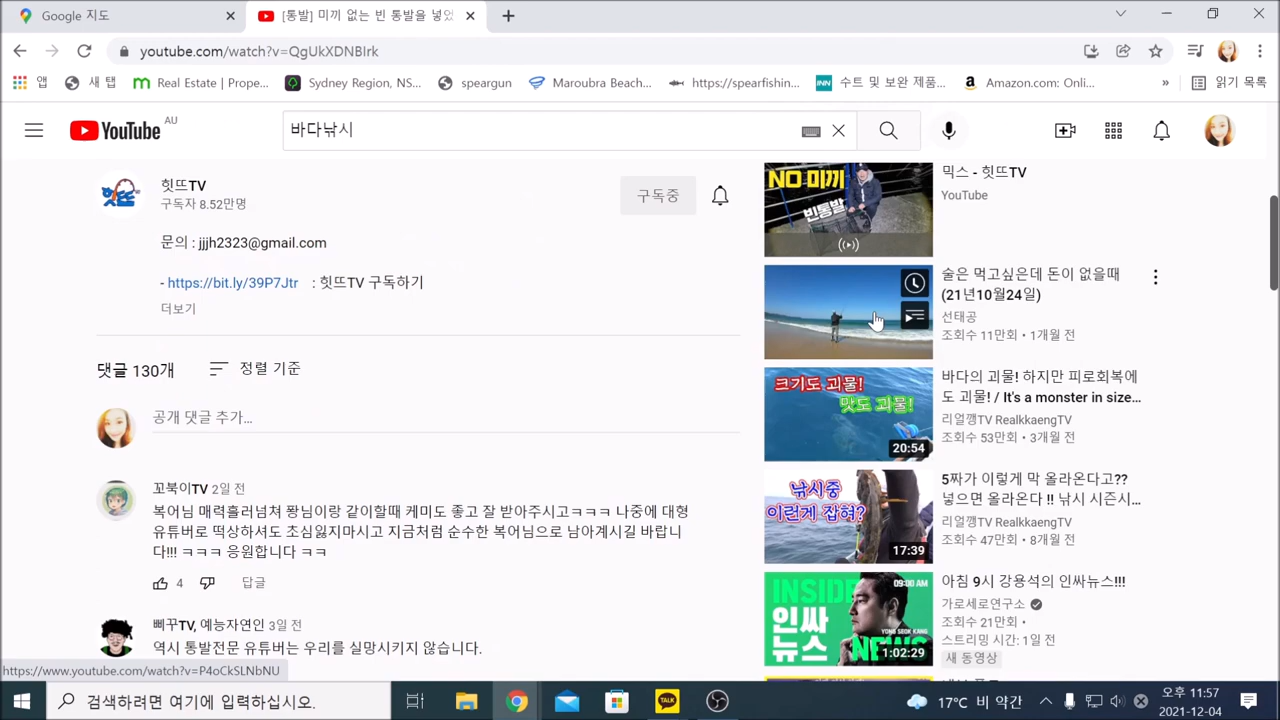 Google 지도
[통발] 미끼 없는 빈 통발을 넣었
youtube.com/watch?v=QgUkXDNBIrk
앱
새 탭
Real Estate | Prope...
Sydney Region, NS...
speargun
Maroubra Beach...
https://spearfishin...
수트 및 보완 제품...
Amazon.com: Onli...
»
읽기 목록
YouTube AU
바다낚시
힛뜨TV
구독자 8.52만명
구독중
문의 : jjjh2323@gmail.com
- https://bit.ly/39P7Jtr : 힛뜨TV 구독하기
더보기
댓글 130개
정렬 기준
공개 댓글 추가...
꼬북이TV 2일 전
복어님 매력흘러넘쳐 짱님이랑 같이할때 케미도 좋고 잘 받아주시고ㅋㅋㅋ 나중에 대형
유튜버로 떡상하셔도 초심잃지마시고 지금처럼 순수한 복어님으로 남아계시길 바랍니
다!!! ㅋㅋㅋ 응원합니다 ㅋㅋ
4
답글
삐꾸TV, 예능자연인 3일 전
역시 통발전문 유튜버는 우리를 실망시키지 않습니다.
https://www.youtube.com/watch?v=P4oCkSLNbNU
NO 미끼
빈통발
믹스 - 힛뜨TV
YouTube
술은 먹고싶은데 돈이 없을때
(21년10월24일)
선태공
조회수 11만회 • 1개월 전
크기도 괴물!
맛도 괴물!
20:54
바다의 괴물! 하지만 피로회복에
도 괴물! / It's a monster in size...
리얼깽TV RealkkaengTV
조회수 53만회 • 3개월 전
낚시중
이런게 잡혀?
17:39
5짜가 이렇게 막 올라온다고??
넣으면 올라온다 !! 낚시 시즌시...
리얼깽TV RealkkaengTV
조회수 47만회 • 8개월 전
INSIDE
인싸
뉴스
NEWS
09:00 AM
YONG SEOK KANG
1:02:29
아침 9시 강용석의 인싸뉴스!!!
가로세로연구소
조회수 21만회 •
스트리밍 시간: 1일 전
새 동영상
검색하려면 여기에 입력하십시오.
TALK
17°C 비 약간
오후 11:57
2021-12-04